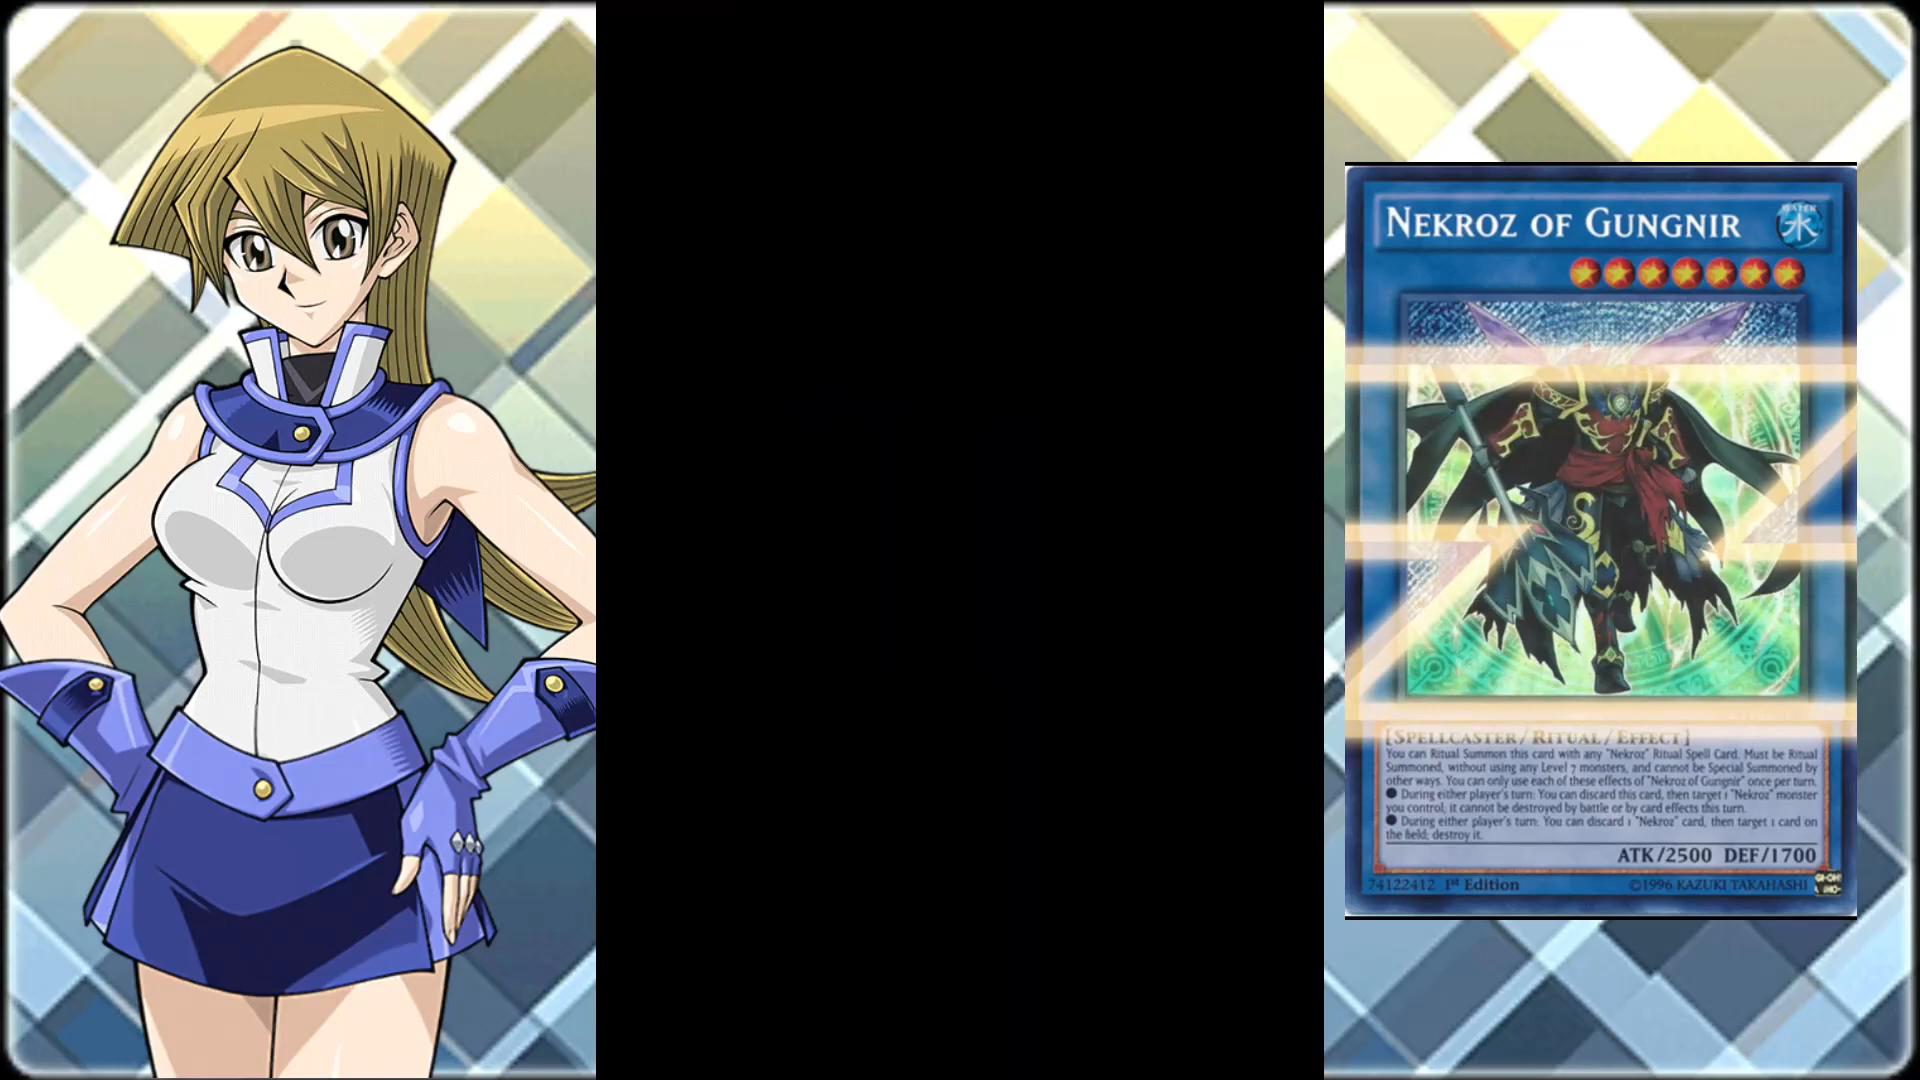 NEKROZ OF GUNGNIR
WATER
水
[SPELLCASTER/RITUAL/EFFECT]
You can Ritual Summon this card with any "Nekroz" Ritual Spell Card. Must be Ritual
Summoned, without using any Level 7 monsters, and cannot be Special Summoned by
other ways. You can only use each of these effects of "Nekroz of Gungnir" once per turn.
● During either player's turn: You can discard this card, then target 1 "Nekroz" monster
you control; it cannot be destroyed by battle or by card effects this turn.
● During either player's turn: You can discard 1 "Nekroz" card, then target 1 card on
the field; destroy it.
ATK/2500 DEF/1700
74122412 1st Edition ©1996 KAZUKI TAKAHASHI